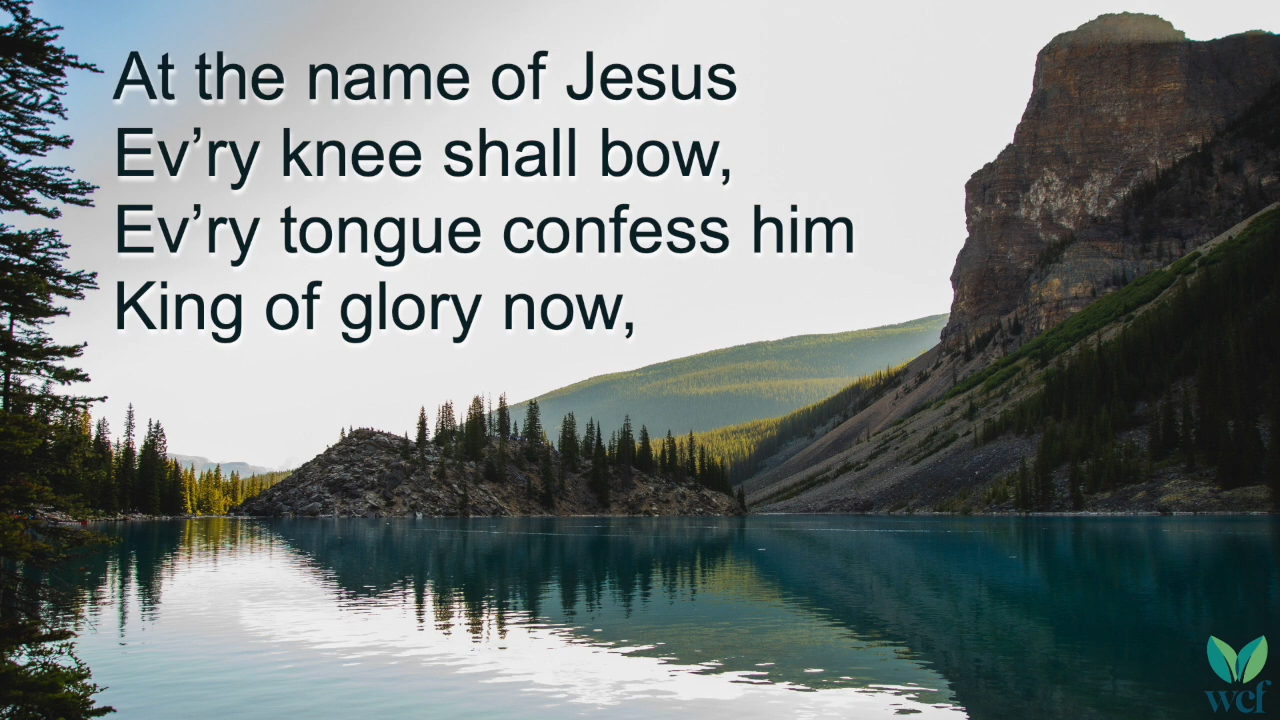 At the name of Jesus
Ev’ry knee shall bow,
Ev’ry tongue confess him
King of glory now,
wcf